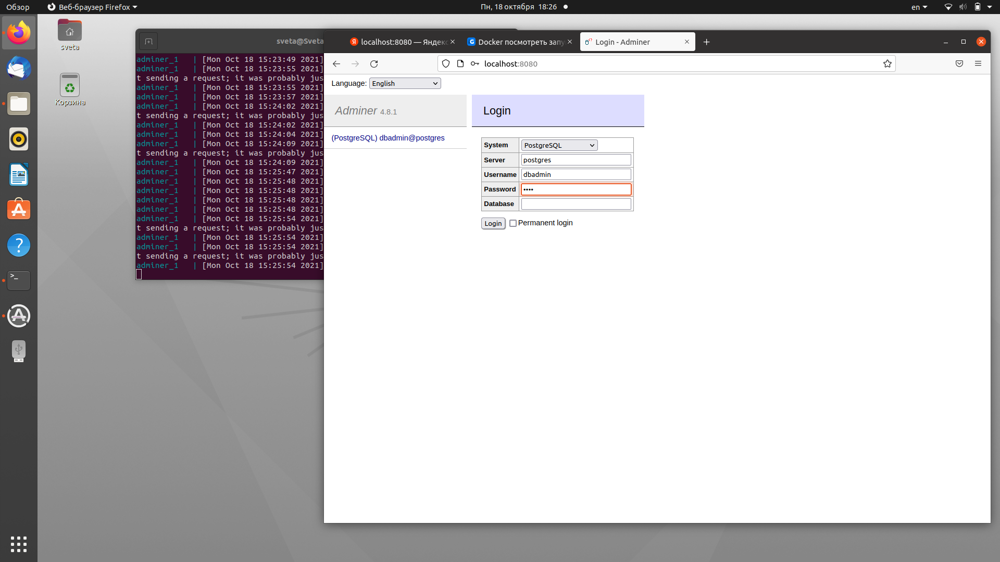 Обзор
Веб-браузер Firefox
Пн, 18 октября 18:26
en
sveta
Корзина
sveta@Sveta
adminer_1 | [Mon Oct 18 15:23:49 2021]
adminer_1 | [Mon Oct 18 15:23:55 2021]
t sending a request; it was probably jus
adminer_1 | [Mon Oct 18 15:23:55 2021]
adminer_1 | [Mon Oct 18 15:23:57 2021]
adminer_1 | [Mon Oct 18 15:24:02 2021]
t sending a request; it was probably jus
adminer_1 | [Mon Oct 18 15:24:02 2021]
adminer_1 | [Mon Oct 18 15:24:04 2021]
adminer_1 | [Mon Oct 18 15:24:09 2021]
t sending a request; it was probably jus
adminer_1 | [Mon Oct 18 15:24:09 2021]
adminer_1 | [Mon Oct 18 15:25:47 2021]
adminer_1 | [Mon Oct 18 15:25:48 2021]
adminer_1 | [Mon Oct 18 15:25:48 2021]
adminer_1 | [Mon Oct 18 15:25:48 2021]
adminer_1 | [Mon Oct 18 15:25:48 2021]
adminer_1 | [Mon Oct 18 15:25:54 2021]
t sending a request; it was probably jus
adminer_1 | [Mon Oct 18 15:25:54 2021]
adminer_1 | [Mon Oct 18 15:25:54 2021]
t sending a request; it was probably jus
adminer_1 | [Mon Oct 18 15:25:54 2021]
localhost:8080 — Яндекс
Docker посмотреть запу
Login - Adminer
localhost:8080
Language: English
Adminer 4.8.1
(PostgreSQL) dbadmin@postgres
Login
System PostgreSQL
Server postgres
Username dbadmin
Password ••••
Database
Login Permanent login